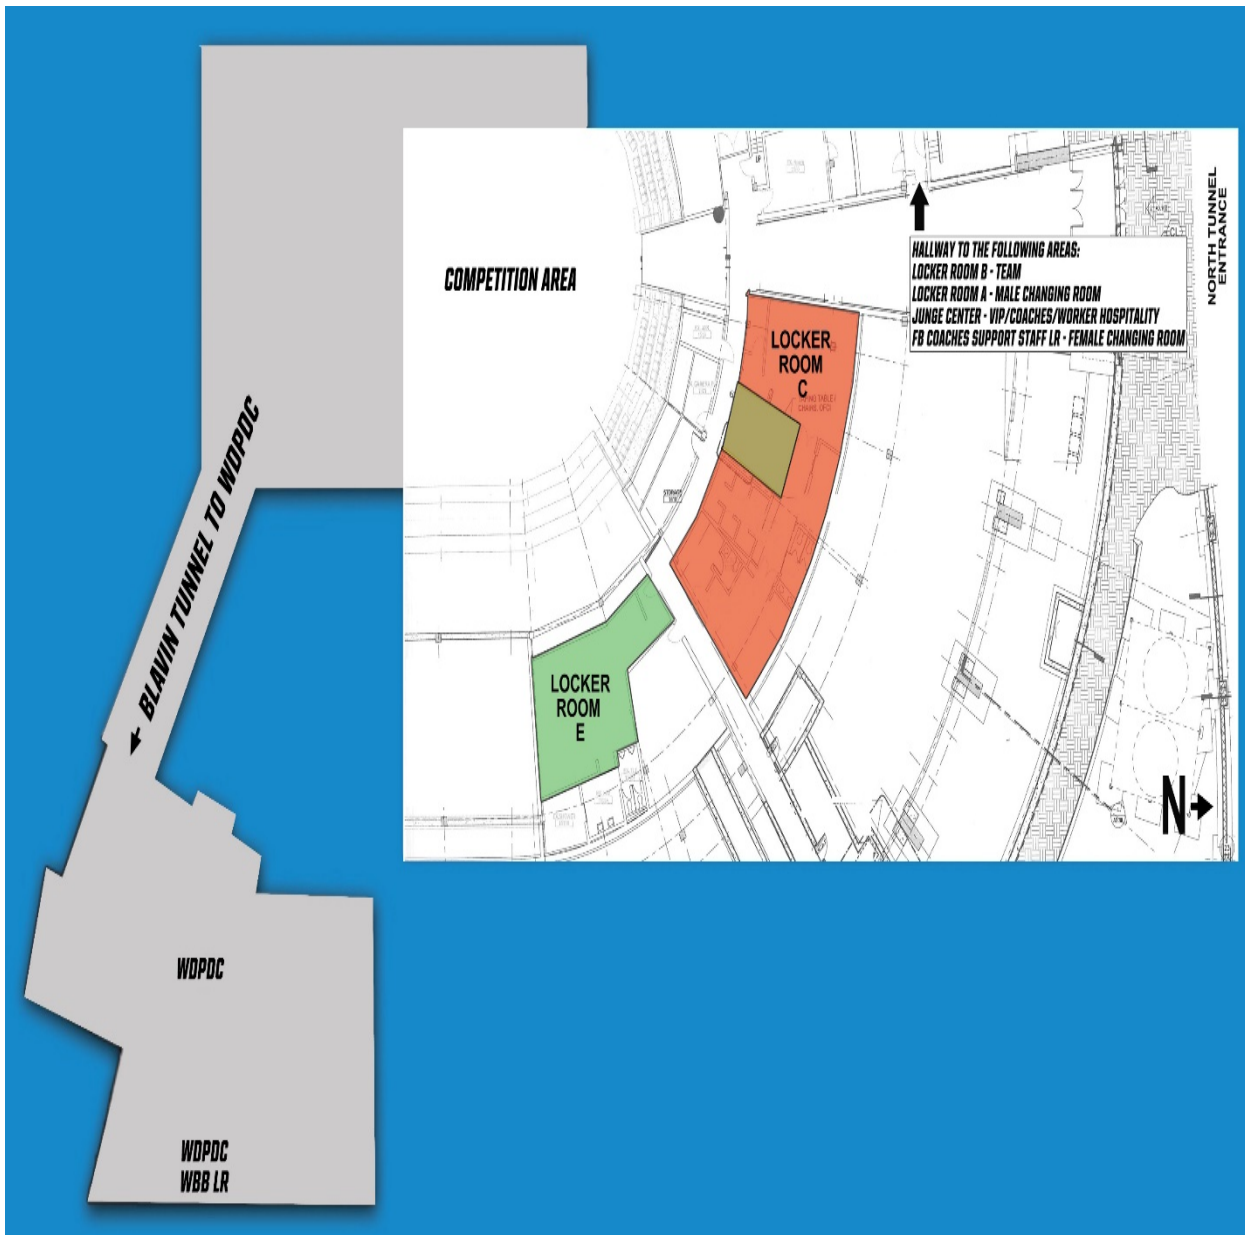 COMPETITION AREA
NORTH TUNNEL
ENTRANCE
HALLWAY TO THE FOLLOWING AREAS:
LOCKER ROOM B - TEAM
LOCKER ROOM A - MALE CHANGING ROOM
JUNGE CENTER - VIP/COACHES/WORKER HOSPITALITY
FB COACHES SUPPORT STAFF LR - FEMALE CHANGING ROOM
LOCKER
ROOM
C
BLAVIN TUNNEL TO WDPDC
STORAGE
LOCKER
ROOM
E
N
WDPDC
WDPDC
WBB LR